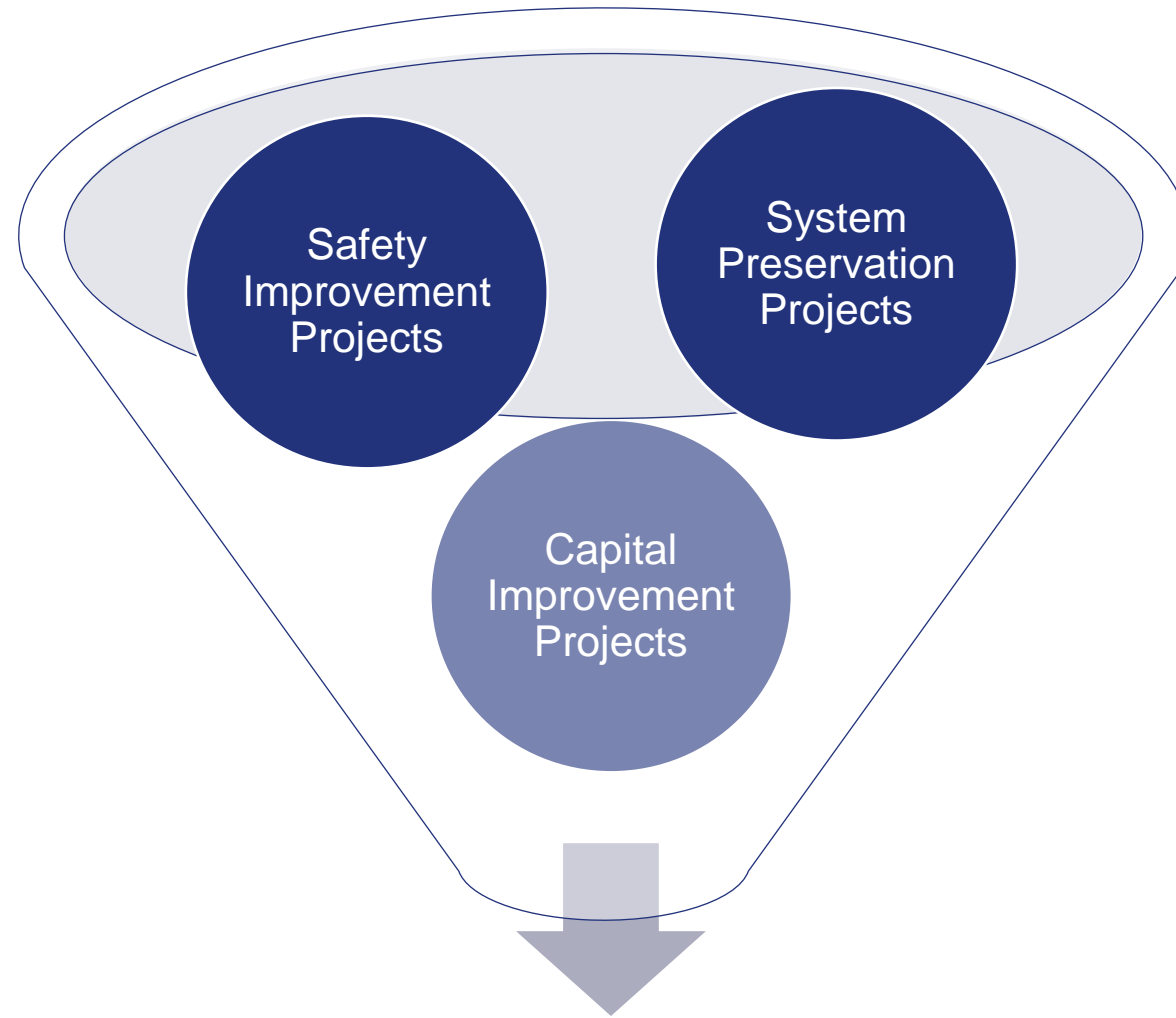 Safety
Improvement
Projects
System
Preservation
Projects
Capital
Improvement
Projects